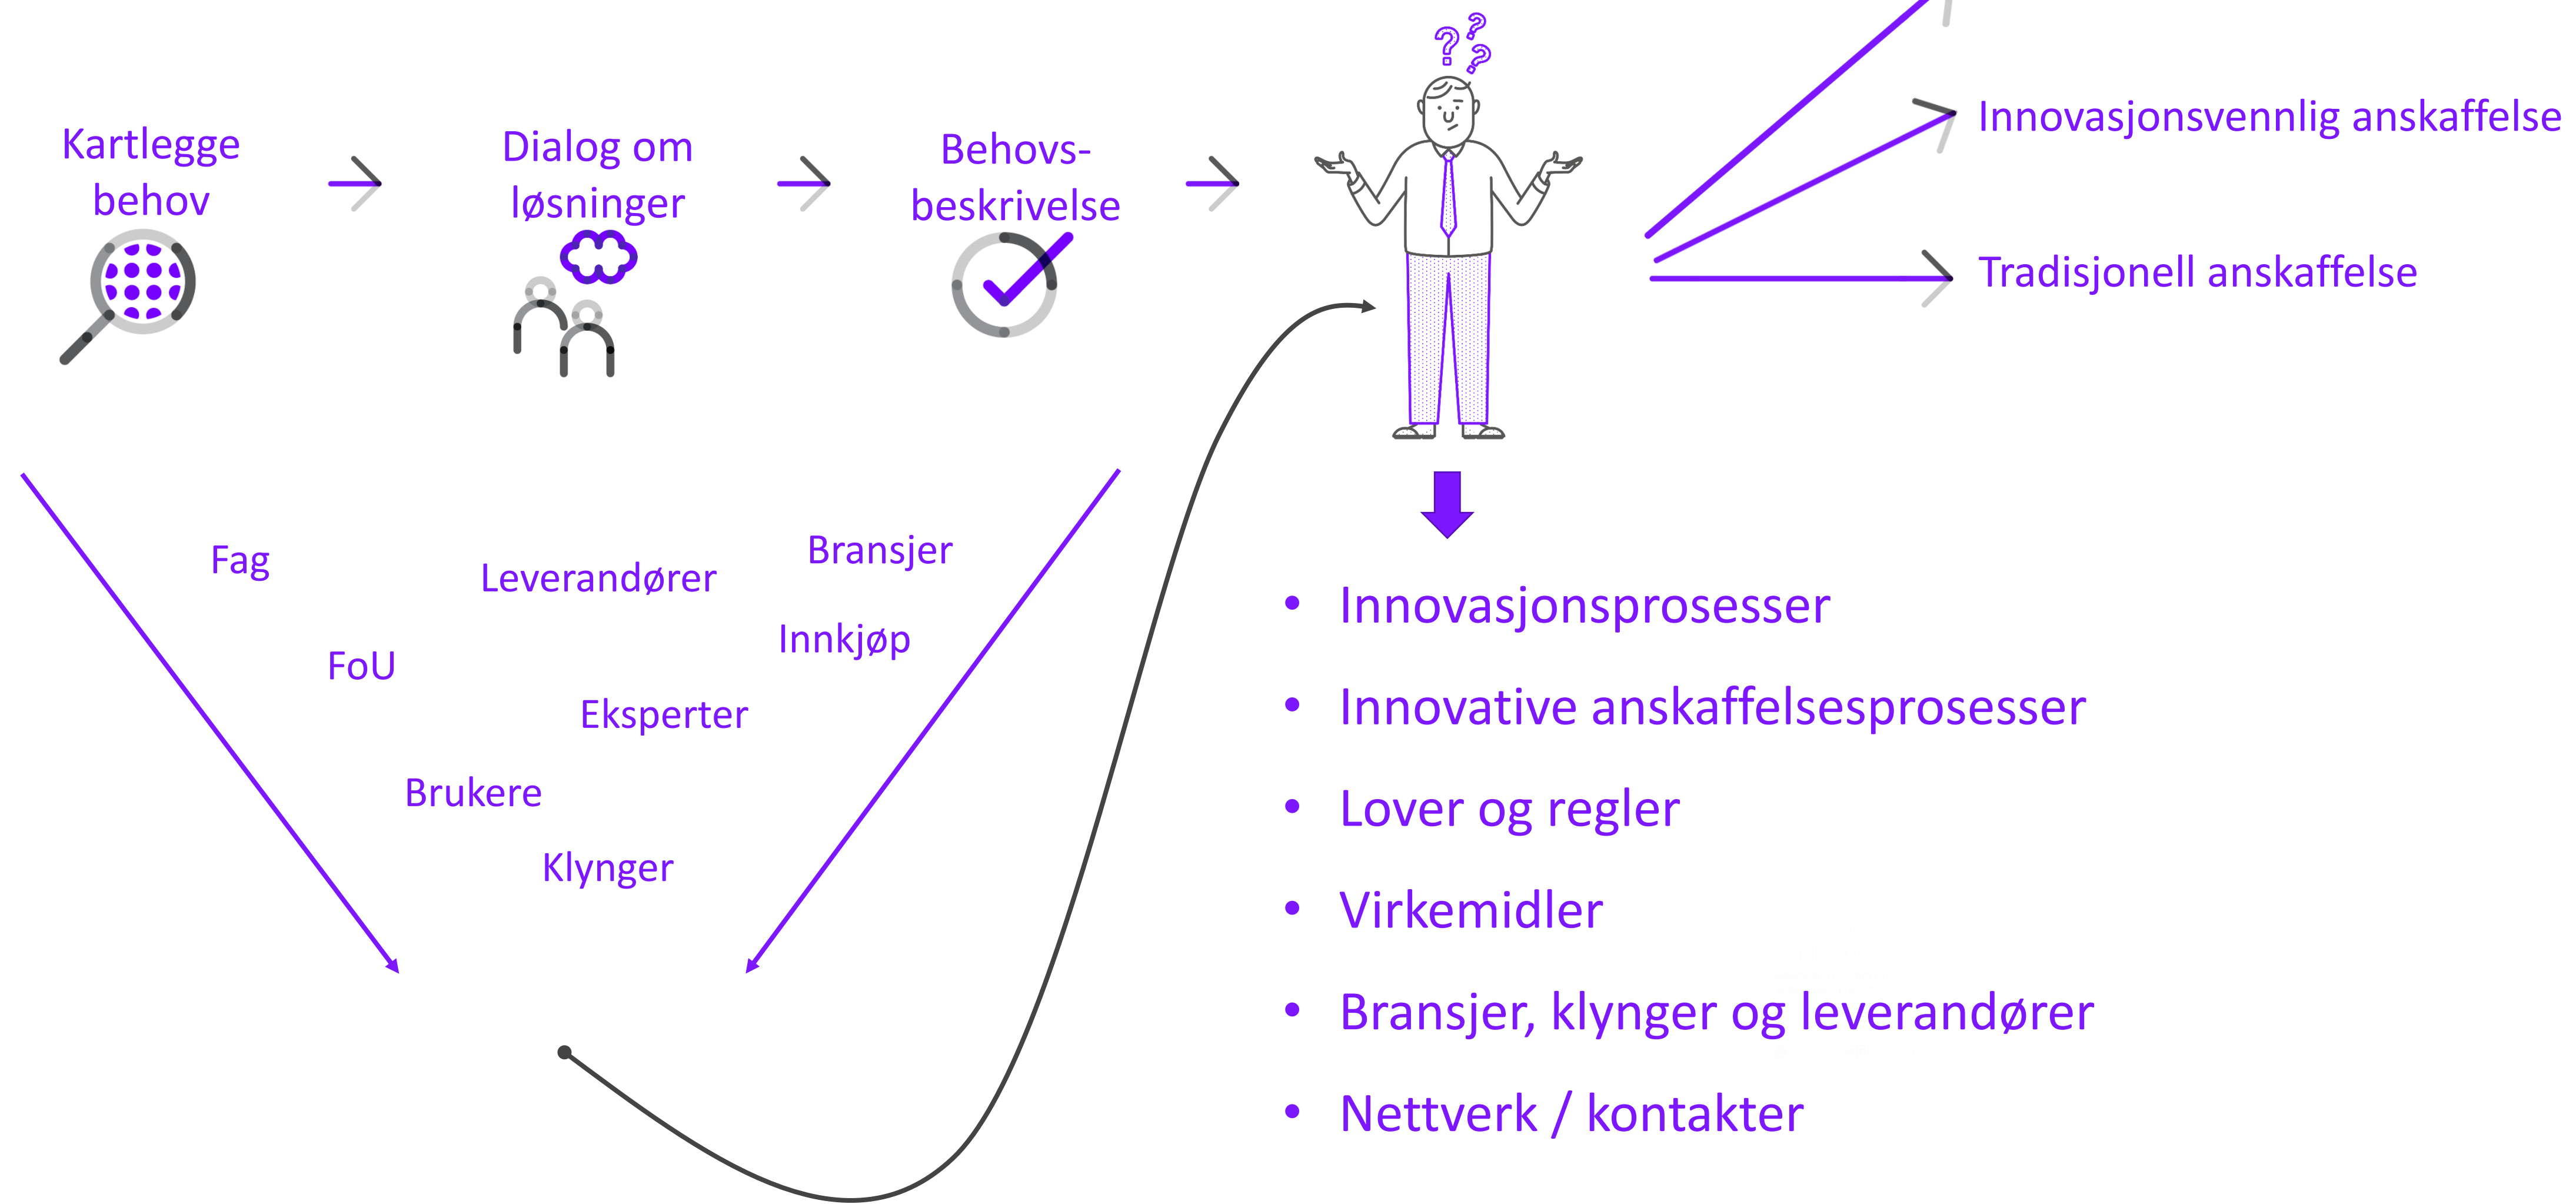 Kartlegge
behov
Dialog om
løsninger
Behovs-
beskrivelse
? ? ?
Innovasjonsvennlig anskaffelse
Tradisjonell anskaffelse
Fag
Leverandører
Bransjer
FoU
Innkjøp
Eksperter
Brukere
Klynger
• Innovasjonsprosesser
• Innovative anskaffelsesprosesser
• Lover og regler
• Virkemidler
• Bransjer, klynger og leverandører
• Nettverk / kontakter